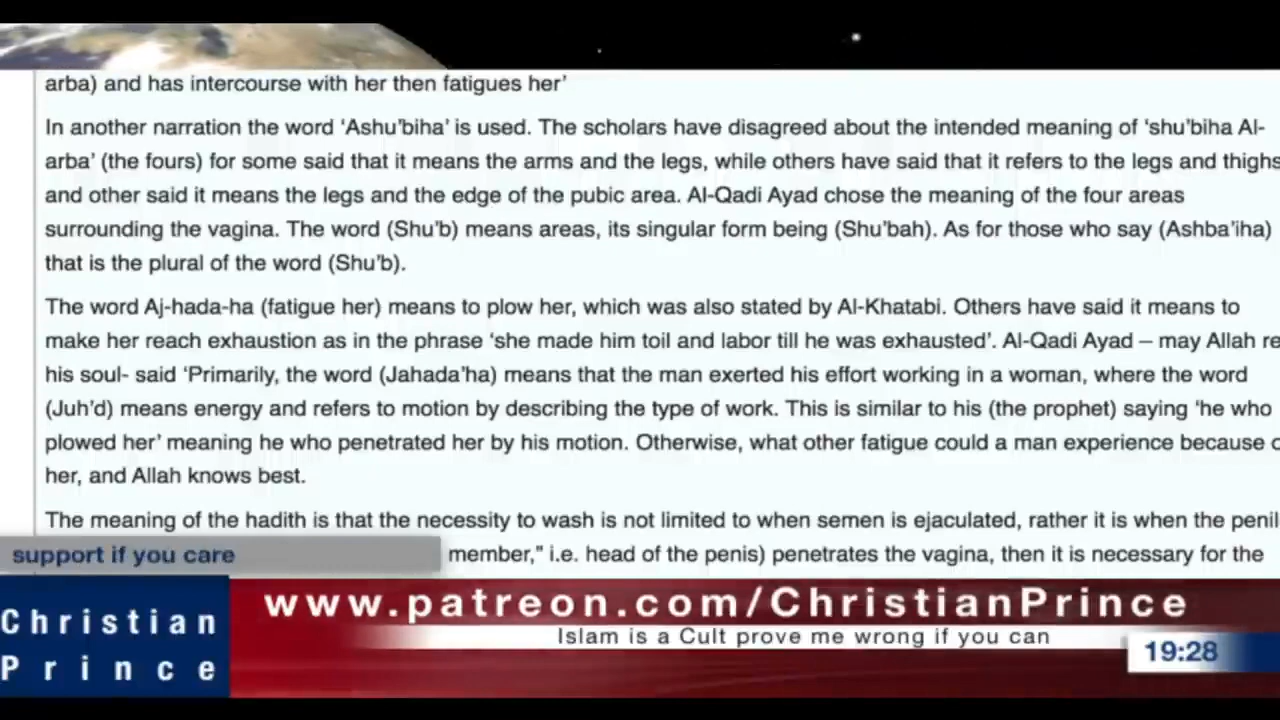 arba) and has intercourse with her then fatigues her’
In another narration the word ‘Ashu’biha’ is used. The scholars have disagreed about the intended meaning of ‘shu’biha Al-
arba’ (the fours) for some said that it means the arms and the legs, while others have said that it refers to the legs and thighs
and other said it means the legs and the edge of the pubic area. Al-Qadi Ayad chose the meaning of the four areas
surrounding the vagina. The word (Shu’b) means areas, its singular form being (Shu’bah). As for those who say (Ashba’iha)
that is the plural of the word (Shu’b).
The word Aj-hada-ha (fatigue her) means to plow her, which was also stated by Al-Khatabi. Others have said it means to
make her reach exhaustion as in the phrase ‘she made him toil and labor till he was exhausted’. Al-Qadi Ayad – may Allah re
his soul- said ‘Primarily, the word (Jahada’ha) means that the man exerted his effort working in a woman, where the word
(Juh’d) means energy and refers to motion by describing the type of work. This is similar to his (the prophet) saying ‘he who
plowed her’ meaning he who penetrated her by his motion. Otherwise, what other fatigue could a man experience because
her, and Allah knows best.
The meaning of the hadith is that the necessity to wash is not limited to when semen is ejaculated, rather it is when the penil
support if you care
member," i.e. head of the penis) penetrates the vagina, then it is necessary for the
www.patreon.com/ChristianPrince
Christian
Prince
Islam is a Cult prove me wrong if you can
19:28